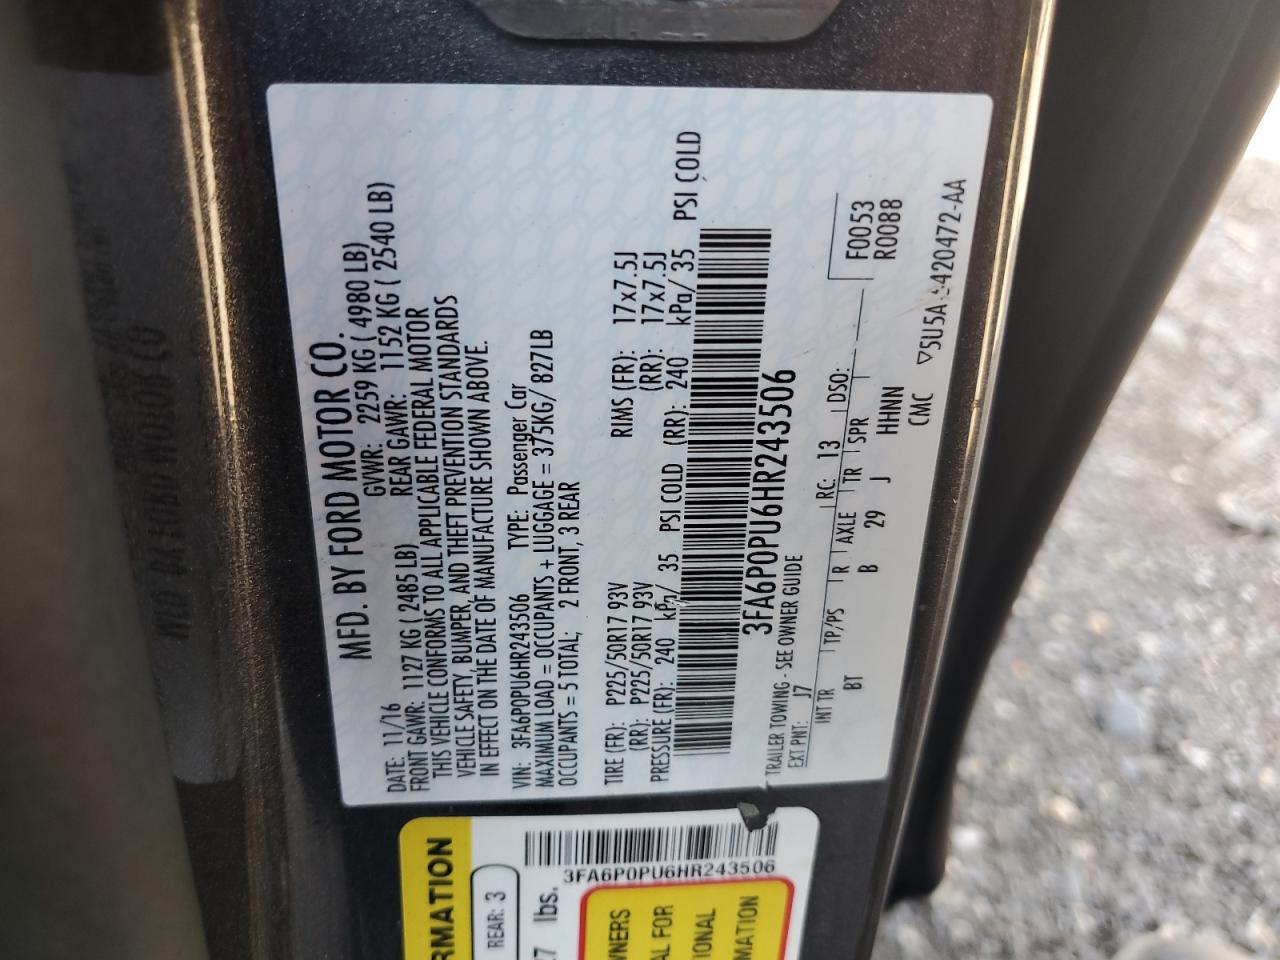 MFD. BY FORD MOTOR CO.
DATE: 11/16 GVWR: 2259 KG ( 4980 LB)
FRONT GAWR: 1127 KG ( 2485 LB) REAR GAWR: 1152 KG ( 2540 LB)
THIS VEHICLE CONFORMS TO ALL APPLICABLE FEDERAL MOTOR
VEHICLE SAFETY, BUMPER, AND THEFT PREVENTION STANDARDS
IN EFFECT ON THE DATE OF MANUFACTURE SHOWN ABOVE.
VIN: 3FA6P0PU6HR243506 TYPE: Passenger Car
MAXIMUM LOAD = OCCUPANTS + LUGGAGE = 375KG/ 827LB
OCCUPANTS = 5 TOTAL; 2 FRONT, 3 REAR
TIRE (FR): P225/50R17 93V RIMS (FR): 17x7.5J
(RR): P225/50R17 93V (RR): 17x7.5J
PRESSURE (FR): 240 kPa/ 35 PSI COLD (RR): 240 kPa/ 35 PSI COLD
3FA6P0PU6HR243506
TRAILER TOWING - SEE OWNER GUIDE
EXT PNT: J7 RC: 13 DSO: F0053
INT TR TP/PS R AXLE TR SPR R0088
BT B 29 J HHNN
CMC 5U5A 420472-AA
RMATION
REAR: 3
7 lbs.
3FA6P0PU6HR243506
WNERS
AL FOR
TIONAL
MATION